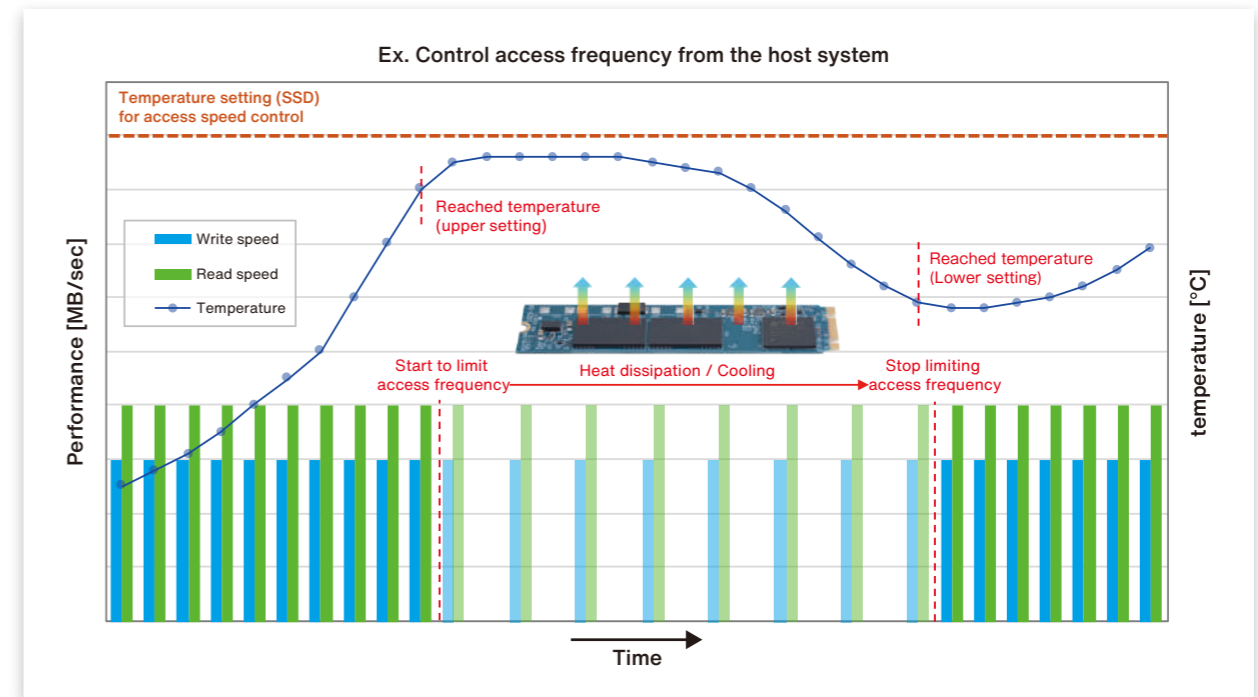 Ex. Control access frequency from the host system
Temperature setting (SSD)
for access speed control
Reached temperature
(upper setting)
Write speed
Read speed
Temperature
Reached temperature
(Lower setting)
Performance [MB/sec]
temperature [°C]
Start to limit
access frequency
Heat dissipation / Cooling
Stop limiting
access frequency
Time